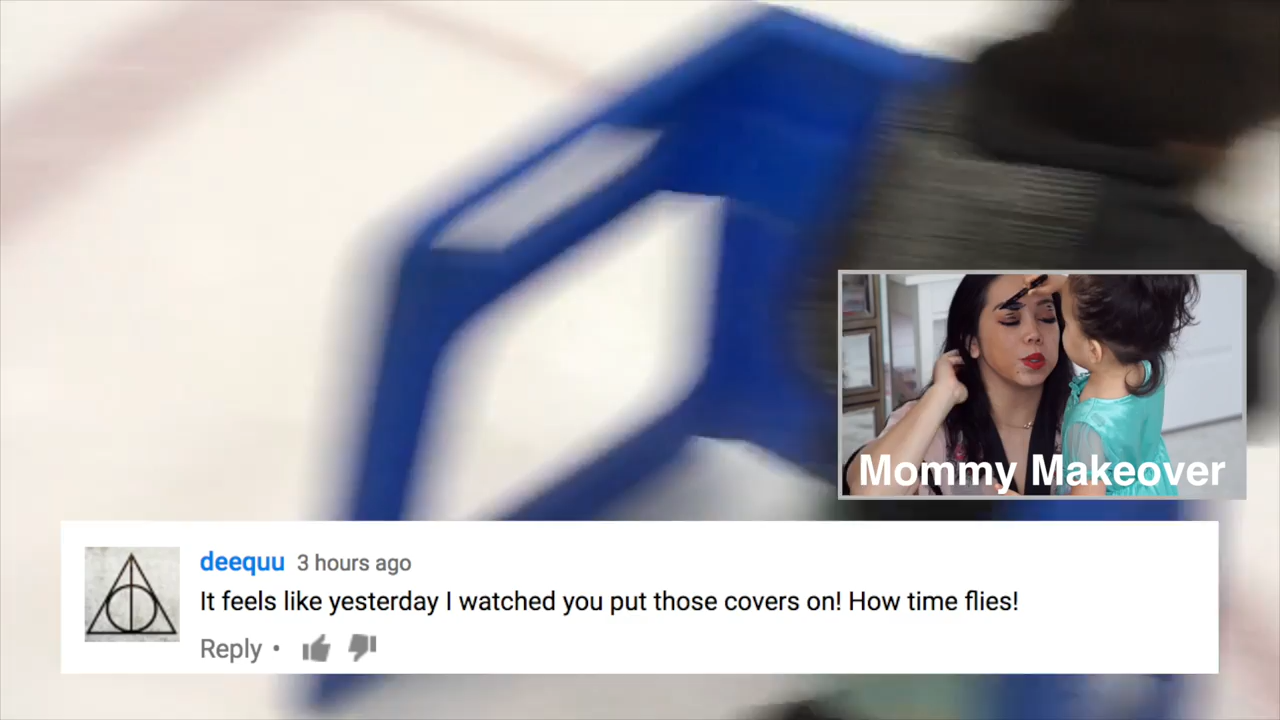 Mommy Makeover
deequu 3 hours ago
It feels like yesterday I watched you put those covers on! How time flies!
Reply •